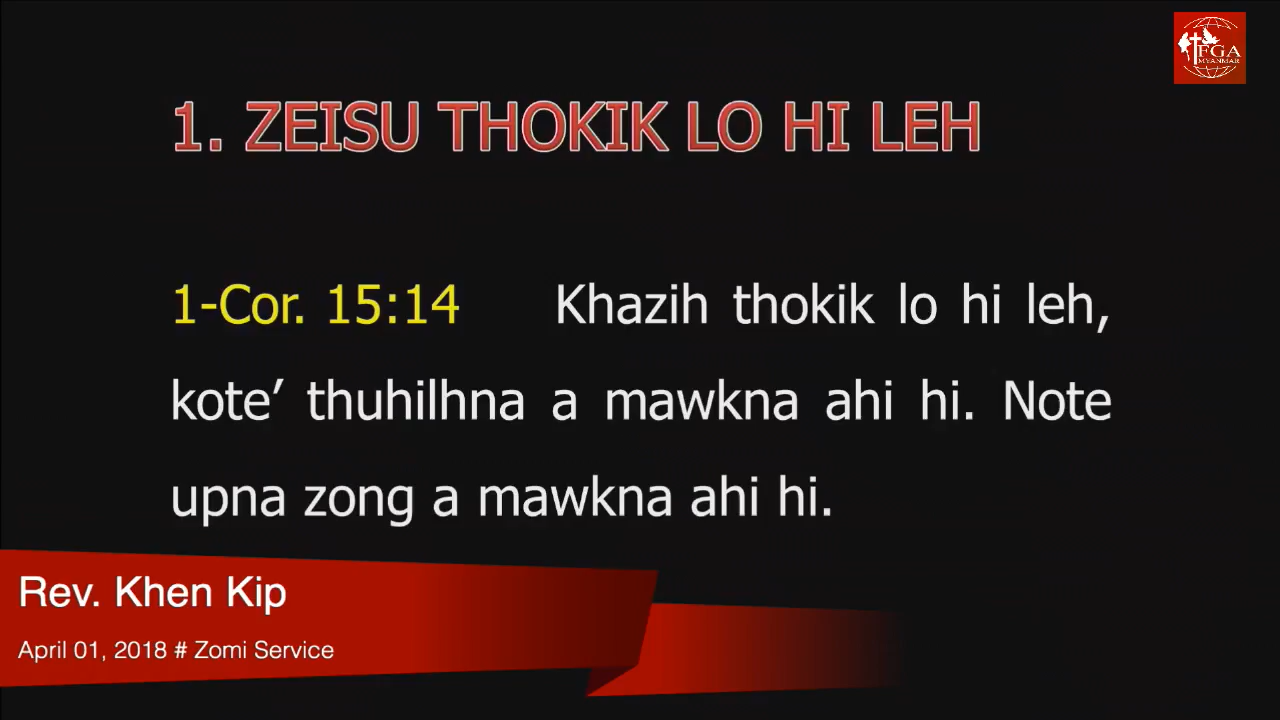 FGA
MYANMAR
1. ZEISU THOKIK LO HI LEH
1-Cor. 15:14 Khazih thokik lo hi leh,
kote’ thuhilhna a mawkna ahi hi. Note
upna zong a mawkna ahi hi.
Rev. Khen Kip
April 01, 2018 # Zomi Service